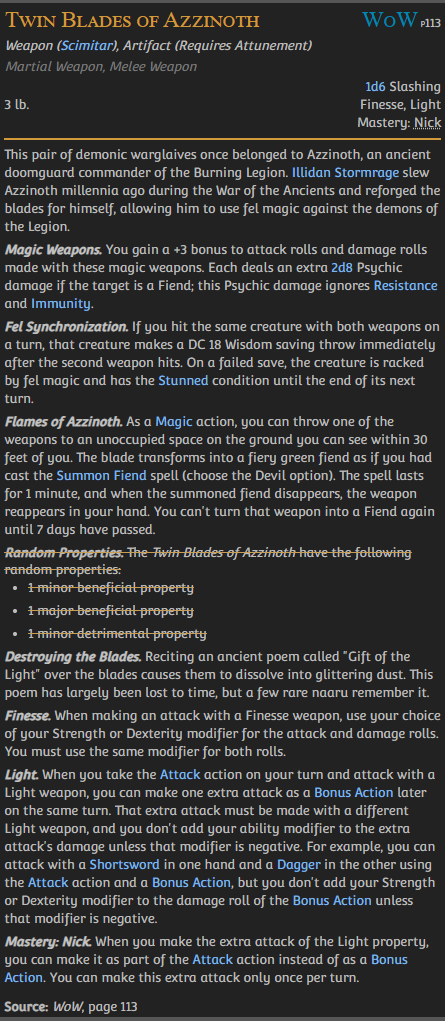 Twin Blades of Azzinoth WoW p113
Weapon (Scimitar), Artifact (Requires Attunement)
Martial Weapon, Melee Weapon
1d6 Slashing
3 lb. Finesse, Light
Mastery: Nick
This pair of demonic warglaives once belonged to Azzinoth, an ancient
doomguard commander of the Burning Legion. Illidan Stormrage slew
Azzinoth millennia ago during the War of the Ancients and reforged the
blades for himself, allowing him to use fel magic against the demons of
the Legion.
Magic Weapons. You gain a +3 bonus to attack rolls and damage rolls
made with these magic weapons. Each deals an extra 2d8 Psychic
damage if the target is a Fiend; this Psychic damage ignores Resistance
and Immunity.
Fel Synchronization. If you hit the same creature with both weapons on
a turn, that creature makes a DC 18 Wisdom saving throw immediately
after the second weapon hits. On a failed save, the creature is racked
by fel magic and has the Stunned condition until the end of its next
turn.
Flames of Azzinoth. As a Magic action, you can throw one of the
weapons to an unoccupied space on the ground you can see within 30
feet of you. The blade transforms into a fiery green fiend as if you had
cast the Summon Fiend spell (choose the Devil option). The spell lasts
for 1 minute, and when the summoned fiend disappears, the weapon
reappears in your hand. You can't turn that weapon into a Fiend again
until 7 days have passed.
Random Properties. The Twin Blades of Azzinoth have the following
random properties:
• 1 minor beneficial property
• 1 major beneficial property
• 1 minor detrimental property
Destroying the Blades. Reciting an ancient poem called "Gift of the
Light" over the blades causes them to dissolve into glittering dust. This
poem has largely been lost to time, but a few rare naaru remember it.
Finesse. When making an attack with a Finesse weapon, use your choice
of your Strength or Dexterity modifier for the attack and damage rolls.
You must use the same modifier for both rolls.
Light. When you take the Attack action on your turn and attack with a
Light weapon, you can make one extra attack as a Bonus Action later
on the same turn. That extra attack must be made with a different
Light weapon, and you don't add your ability modifier to the extra
attack's damage unless that modifier is negative. For example, you can
attack with a Shortsword in one hand and a Dagger in the other using
the Attack action and a Bonus Action, but you don't add your Strength
or Dexterity modifier to the damage roll of the Bonus Action unless
that modifier is negative.
Mastery: Nick. When you make the extra attack of the Light property,
you can make it as part of the Attack action instead of as a Bonus
Action. You can make this extra attack only once per turn.
Source: WoW, page 113